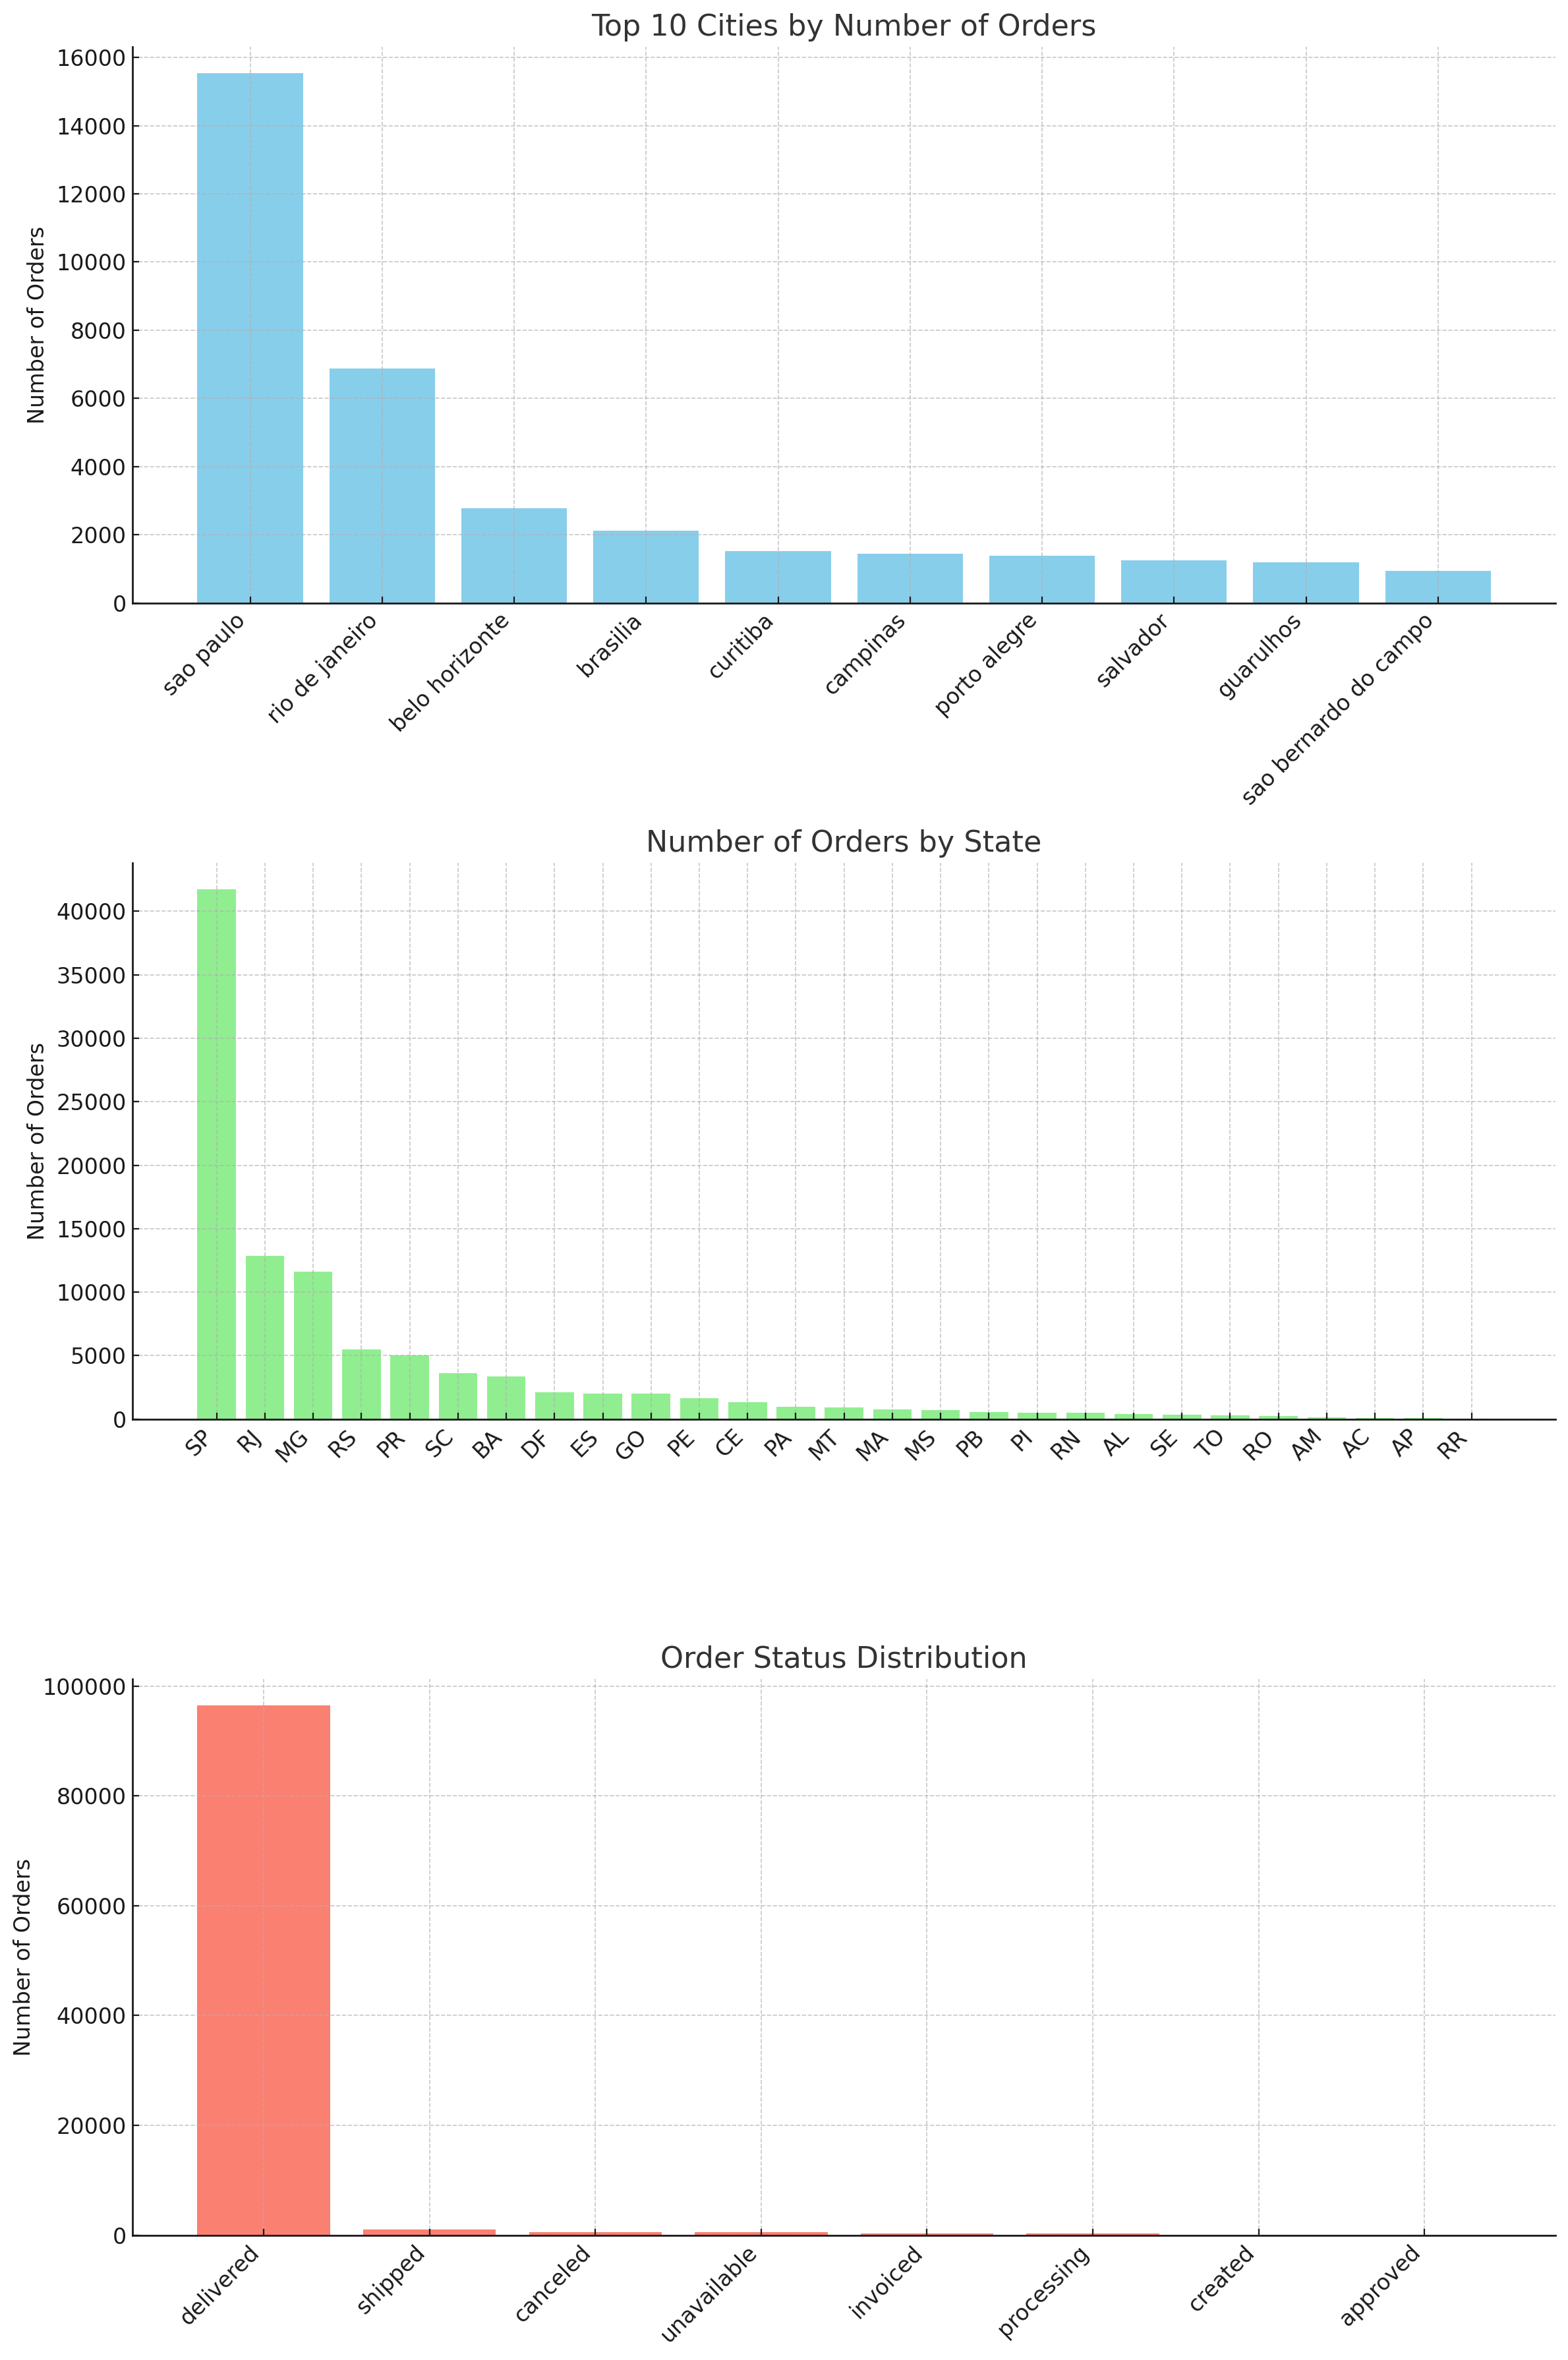 Top 10 Cities by Number of Orders
Number of Orders
16000
14000
12000
10000
8000
6000
4000
2000
0
sao paulo
rio de janeiro
belo horizonte
brasilia
curitiba
campinas
porto alegre
salvador
guarulhos
sao bernardo do campo
Number of Orders by State
Number of Orders
40000
35000
30000
25000
20000
15000
10000
5000
0
SP
RJ
MG
RS
PR
SC
BA
DF
ES
GO
PE
CE
PA
MT
MA
MS
PB
PI
RN
AL
SE
TO
RO
AM
AC
AP
RR
Order Status Distribution
Number of Orders
100000
80000
60000
40000
20000
0
delivered
shipped
canceled
unavailable
invoiced
processing
created
approved